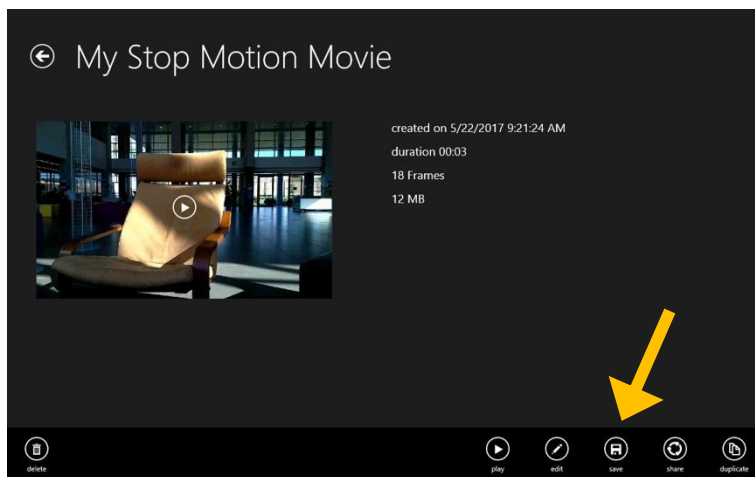 My Stop Motion Movie
created on 5/22/2017 9:21:24 AM
duration 00:03
18 Frames
12 MB
delete
play
edit
save
share
duplicate